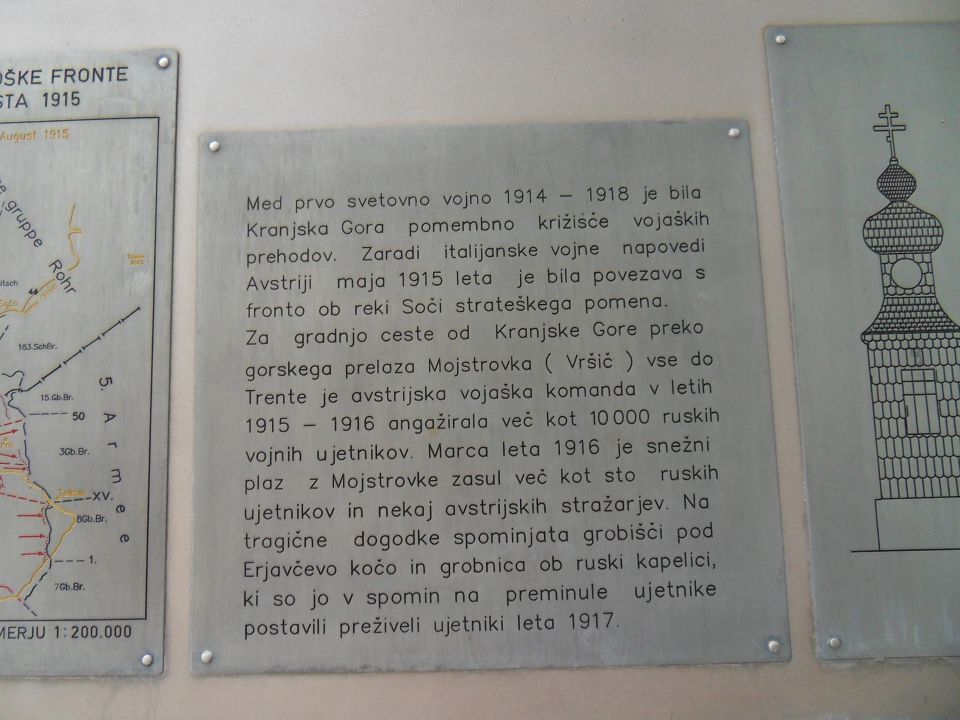 OŠKE FRONTE
STA 1915
August 1915
gruppe
Rohr
itsch
44
183.SchBr.
15.Gb.Br.
50
3Gb.Br.
5. Armee
XV.
8Gb.Br.
1.
7Gb.Br.
MERJU 1:200.000
Med prvo svetovno vojno 1914 – 1918 je bila
Kranjska Gora pomembno križišče vojaških
prehodov. Zaradi italijanske vojne napovedi
Avstriji maja 1915 leta je bila povezava s
fronto ob reki Soči strateškega pomena.
Za gradnjo ceste od Kranjske Gore preko
gorskega prelaza Mojstrovka ( Vršič ) vse do
Trente je avstrijska vojaška komanda v letih
1915 – 1916 angažirala več kot 10 000 ruskih
vojnih ujetnikov. Marca leta 1916 je snežni
plaz z Mojstrovke zasul več kot sto ruskih
ujetnikov in nekaj avstrijskih stražarjev. Na
tragične dogodke spominjata grobišči pod
Erjavčevo kočo in grobnica ob ruski kapelici,
ki so jo v spomin na preminule ujetnike
postavili preživeli ujetniki leta 1917.